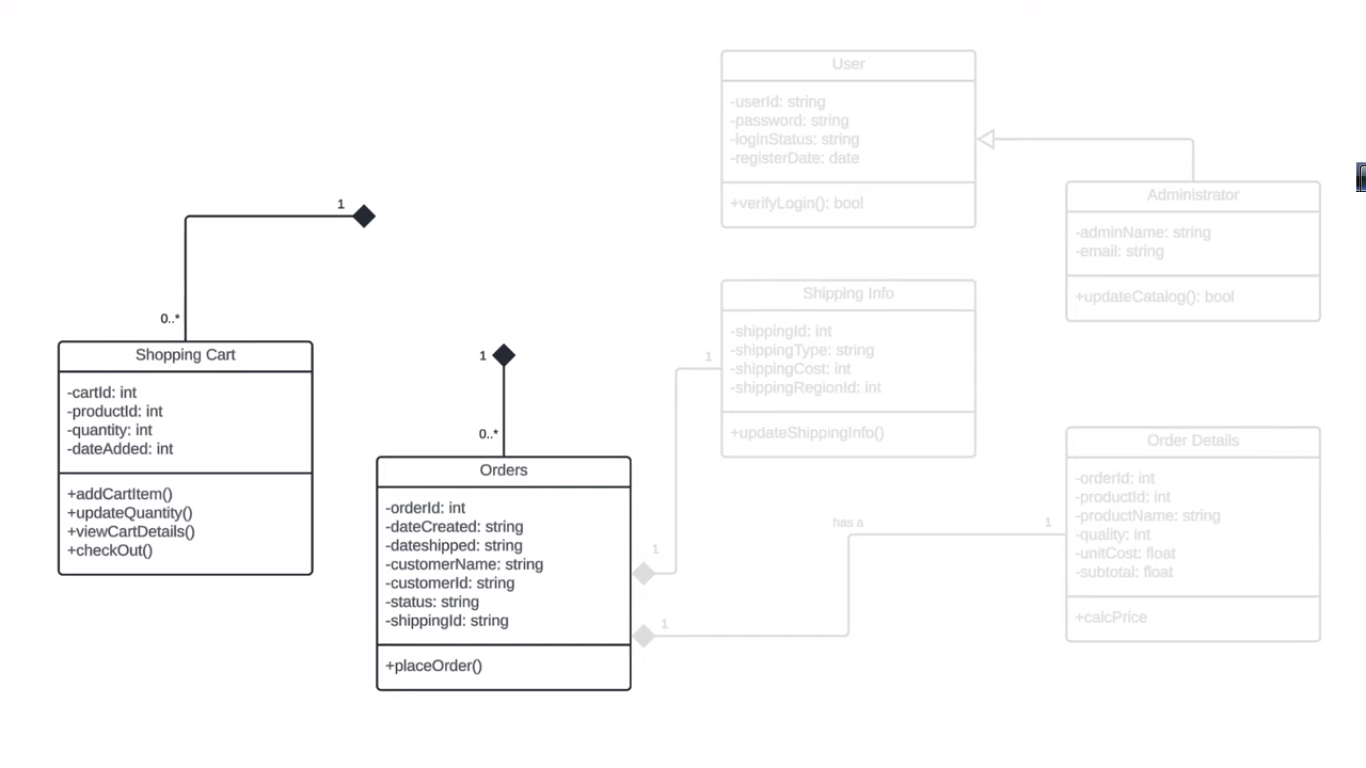 User
-userId: string
-password: string
-loginStatus: string
-registerDate: date
+verifyLogin(): bool
Administrator
-adminName: string
-email: string
+updateCatalog(): bool
1
0..*
Shopping Cart
-cartId: int
-productId: int
-quantity: int
-dateAdded: int
+addCartItem()
+updateQuantity()
+viewCartDetails()
+checkOut()
1
0..*
Orders
-orderId: int
-dateCreated: string
-dateshipped: string
-customerName: string
-customerId: string
-status: string
-shippingId: string
+placeOrder()
Shipping Info
-shippingId: int
-shippingType: string
-shippingCost: int
-shippingRegionId: int
+updateShippingInfo()
1
1
1
has a
1
Order Details
-orderId: int
-productId: int
-productName: string
-quality: int
-unitCost: float
-subtotal: float
+calcPrice